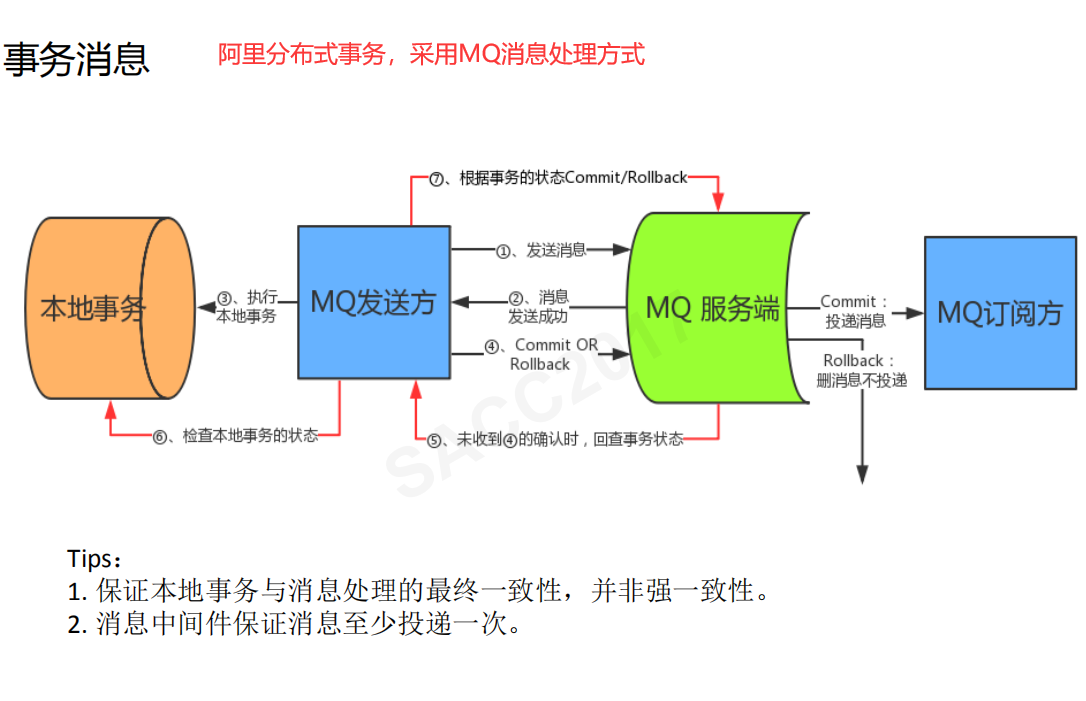 事务消息
阿里分布式事务，采用MQ消息处理方式
⑦、根据事务的状态Commit/Rollback
①、发送消息
本地事务
③、执行
本地事务
MQ发送方
②、消息
发送成功
MQ 服务端
Commit：
投递消息
MQ订阅方
④、Commit OR
Rollback
Rollback：
删消息不投递
⑥、检查本地事务的状态
⑤、未收到④的确认时，回查事务状态
SACC2017
Tips：
1. 保证本地事务与消息处理的最终一致性，并非强一致性。
2. 消息中间件保证消息至少投递一次。